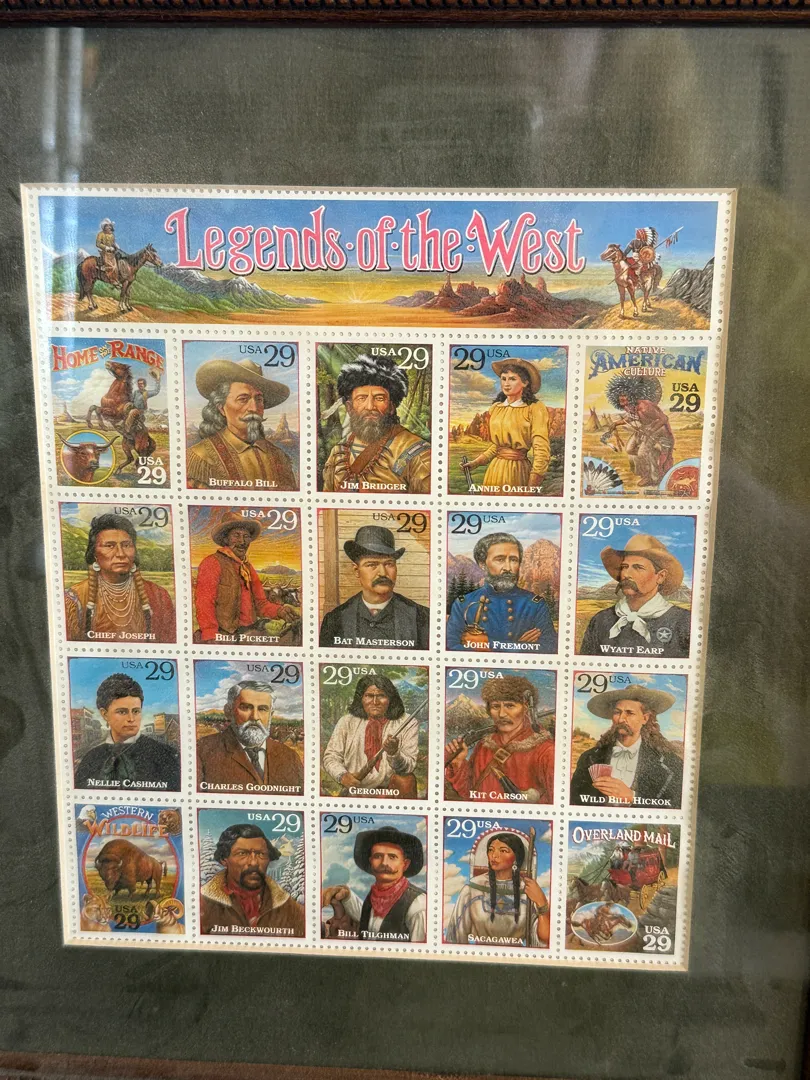 Legends·of·the·West
HOME on the RANGE
USA
29
USA 29
BUFFALO BILL
USA 29
JIM BRIDGER
29 USA
ANNIE OAKLEY
NATIVE
AMERICAN
CULTURE
USA
29
USA 29
CHIEF JOSEPH
USA 29
BILL PICKETT
USA 29
BAT MASTERSON
29 USA
JOHN FREMONT
29 USA
WYATT EARP
USA 29
NELLIE CASHMAN
USA 29
CHARLES GOODNIGHT
29 USA
GERONIMO
29 USA
KIT CARSON
29 USA
WILD BILL HICKOK
WESTERN
WILDLIFE
USA
29
USA 29
JIM BECKWOURTH
29 USA
BILL TILGHMAN
29 USA
SACAGAWEA
OVERLAND MAIL
USA
29